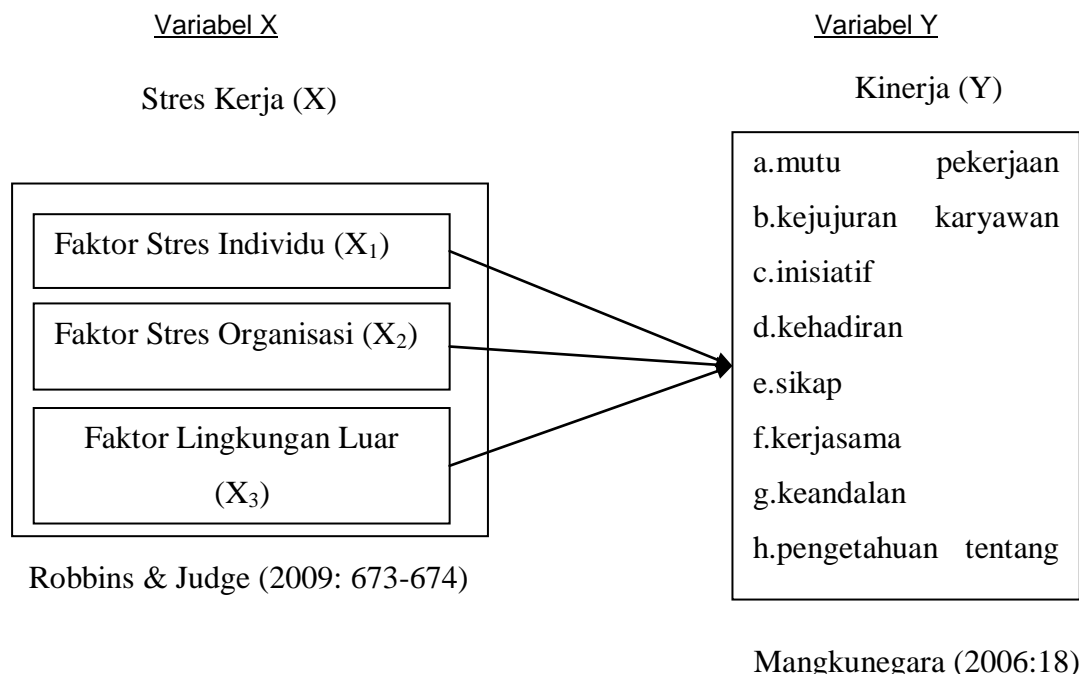 Variabel X
Variabel Y
Stres Kerja (X)
Kinerja (Y)
Faktor Stres Individu (X₁)
Faktor Stres Organisasi (X₂)
Faktor Lingkungan Luar
(X₃)
Robbins & Judge (2009: 673-674)
a.mutu pekerjaan
b.kejujuran karyawan
c.inisiatif
d.kehadiran
e.sikap
f.kerjasama
g.keandalan
h.pengetahuan tentang
Mangkunegara (2006:18)